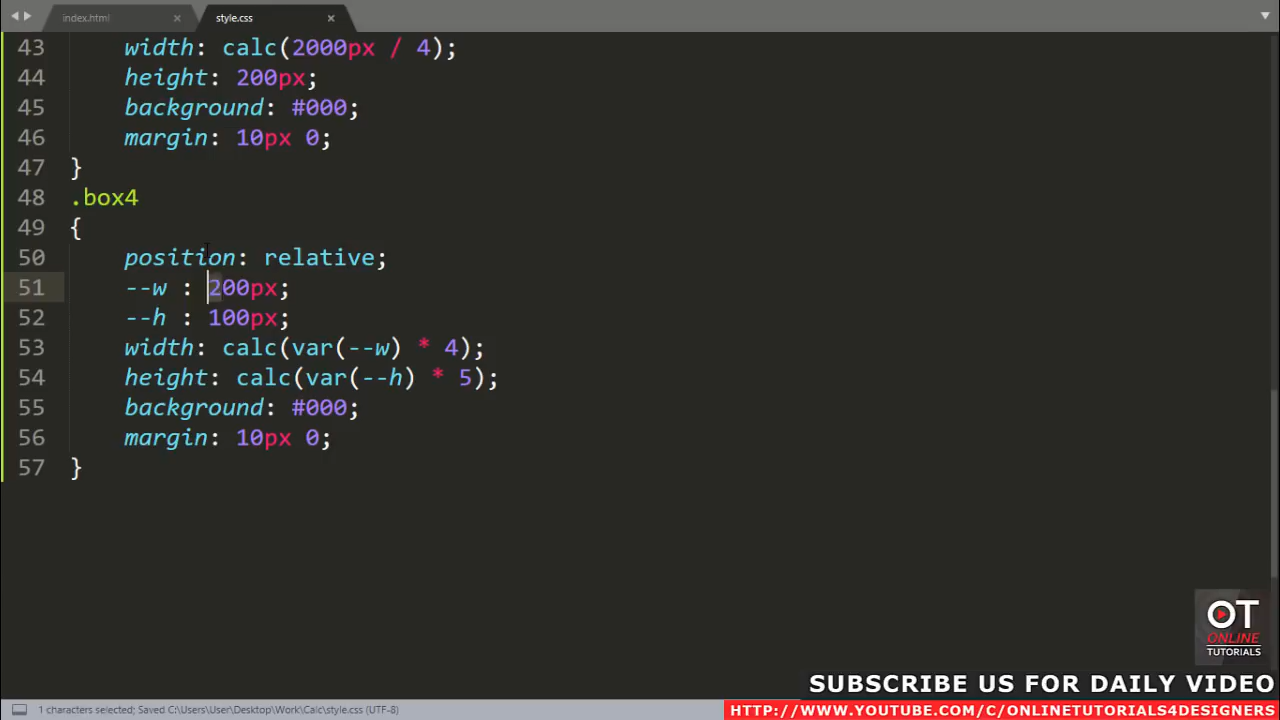 index.html × style.css ×
43 width: calc(2000px / 4);
44 height: 200px;
45 background: #000;
46 margin: 10px 0;
47 }
48 .box4
49 {
50 position: relative;
51 --w : 200px;
52 --h : 100px;
53 width: calc(var(--w) * 4);
54 height: calc(var(--h) * 5);
55 background: #000;
56 margin: 10px 0;
57 }
OT
ONLINE
TUTORIALS
SUBSCRIBE US FOR DAILY VIDEO
1 characters selected; Saved C:\Users\User\Desktop\Work\Calc\style.css (UTF-8)
HTTP://WWW.YOUTUBE.COM/C/ONLINETUTORIALS4DESIGNERS